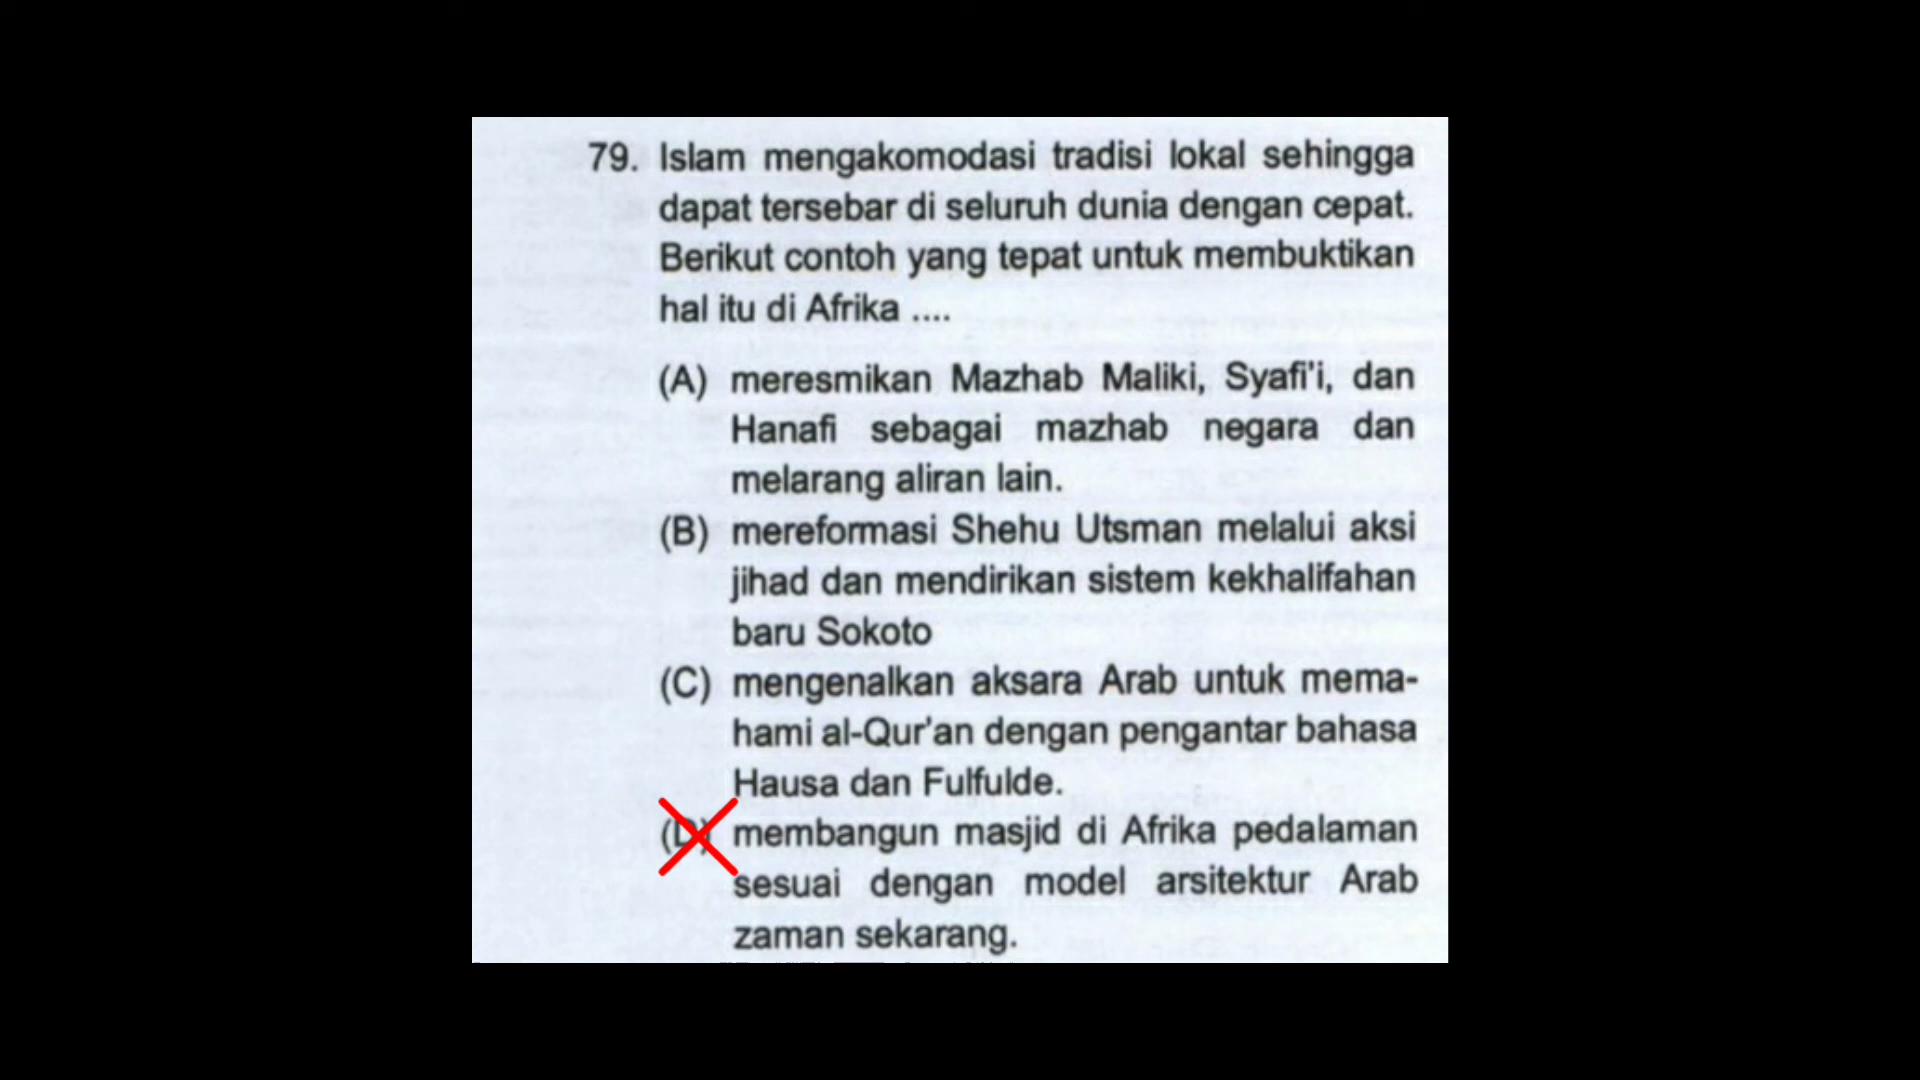 79. Islam mengakomodasi tradisi lokal sehingga
dapat tersebar di seluruh dunia dengan cepat.
Berikut contoh yang tepat untuk membuktikan
hal itu di Afrika ....
(A) meresmikan Mazhab Maliki, Syafi'i, dan
Hanafi sebagai mazhab negara dan
melarang aliran lain.
(B) mereformasi Shehu Utsman melalui aksi
jihad dan mendirikan sistem kekhalifahan
baru Sokoto
(C) mengenalkan aksara Arab untuk mema-
hami al-Qur'an dengan pengantar bahasa
Hausa dan Fulfulde.
(D) membangun masjid di Afrika pedalaman
sesuai dengan model arsitektur Arab
zaman sekarang.